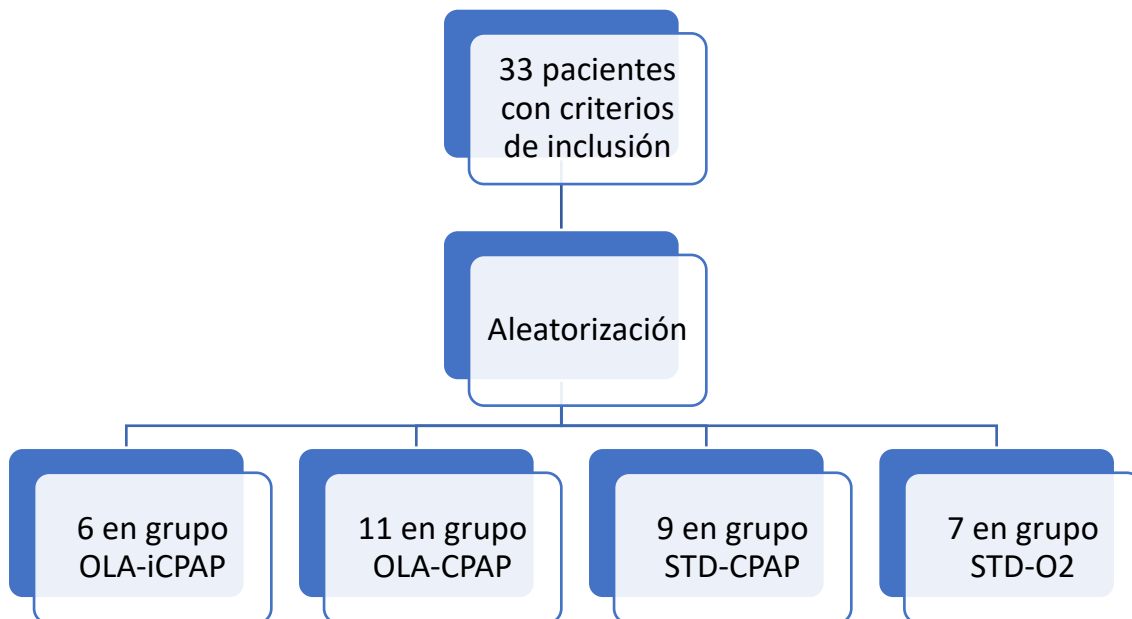 33 pacientes
con criterios
de inclusión
Aleatorización
6 en grupo
OLA-iCPAP
11 en grupo
OLA-CPAP
9 en grupo
STD-CPAP
7 en grupo
STD-O2